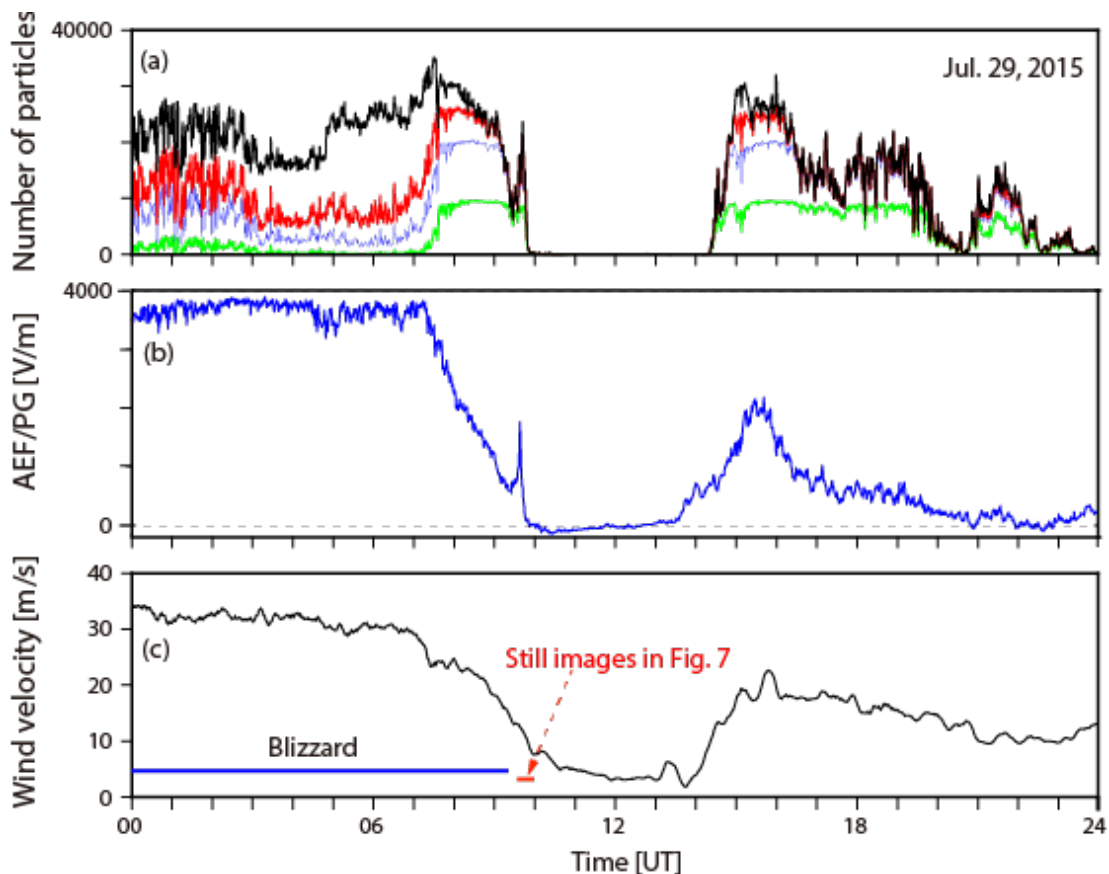 40000
(a)
Jul. 29, 2015
Number of particles
0
4000
(b)
AEF/PG [V/m]
0
40
30
(c)
Still images in Fig. 7
20
Wind velocity [m/s]
10
Blizzard
0
00 06 12 18 24
Time [UT]